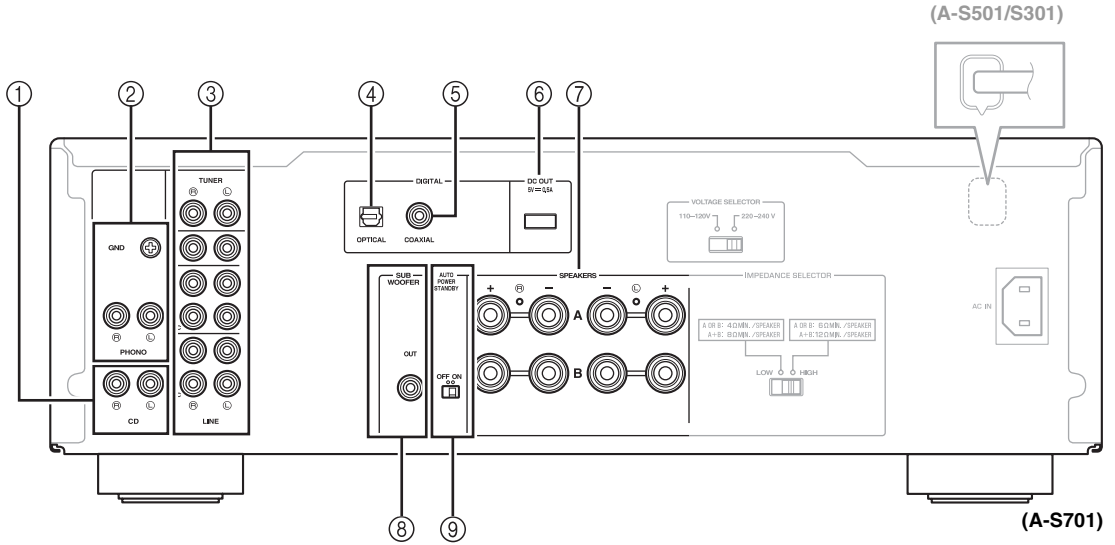 (A-S501/S301)
① ② ③ ④ ⑤ ⑥ ⑦
TUNER
Ⓡ Ⓛ
DIGITAL
DC OUT
5V 0,5A
OPTICAL COAXIAL
VOLTAGE SELECTOR
110–120V 220–240 V
GND
Ⓡ Ⓛ
PHONO
Ⓡ Ⓛ
CD
Ⓡ Ⓛ
LINE
SUB
WOOFER
OUT
AUTO
POWER
STANDBY
OFF ON
SPEAKERS
+ Ⓡ – – Ⓛ +
A
B
IMPEDANCE SELECTOR
A OR B: 4ΩMIN. /SPEAKER
A+B: 8ΩMIN. /SPEAKER
A OR B: 6ΩMIN. /SPEAKER
A+B:12ΩMIN. /SPEAKER
LOW HIGH
AC IN
⑧ ⑨
(A-S701)